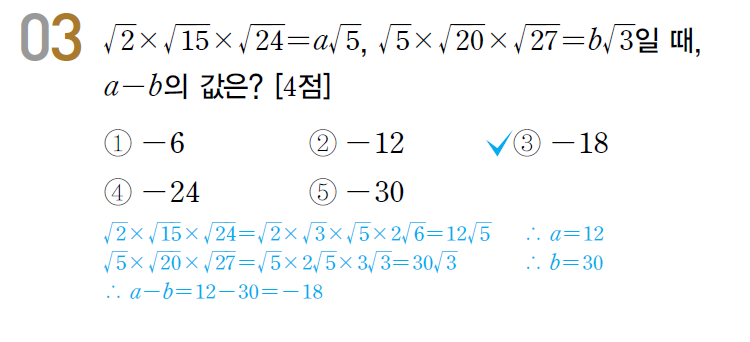 03 √2×√15×√24=a√5, √5×√20×√27=b√3일 때,
a−b의 값은? [4점]
① −6 ② −12 ✓③ −18
④ −24 ⑤ −30
√2×√15×√24=√2×√3×√5×2√6=12√5 ∴ a=12
√5×√20×√27=√5×2√5×3√3=30√3 ∴ b=30
∴ a−b=12−30=−18